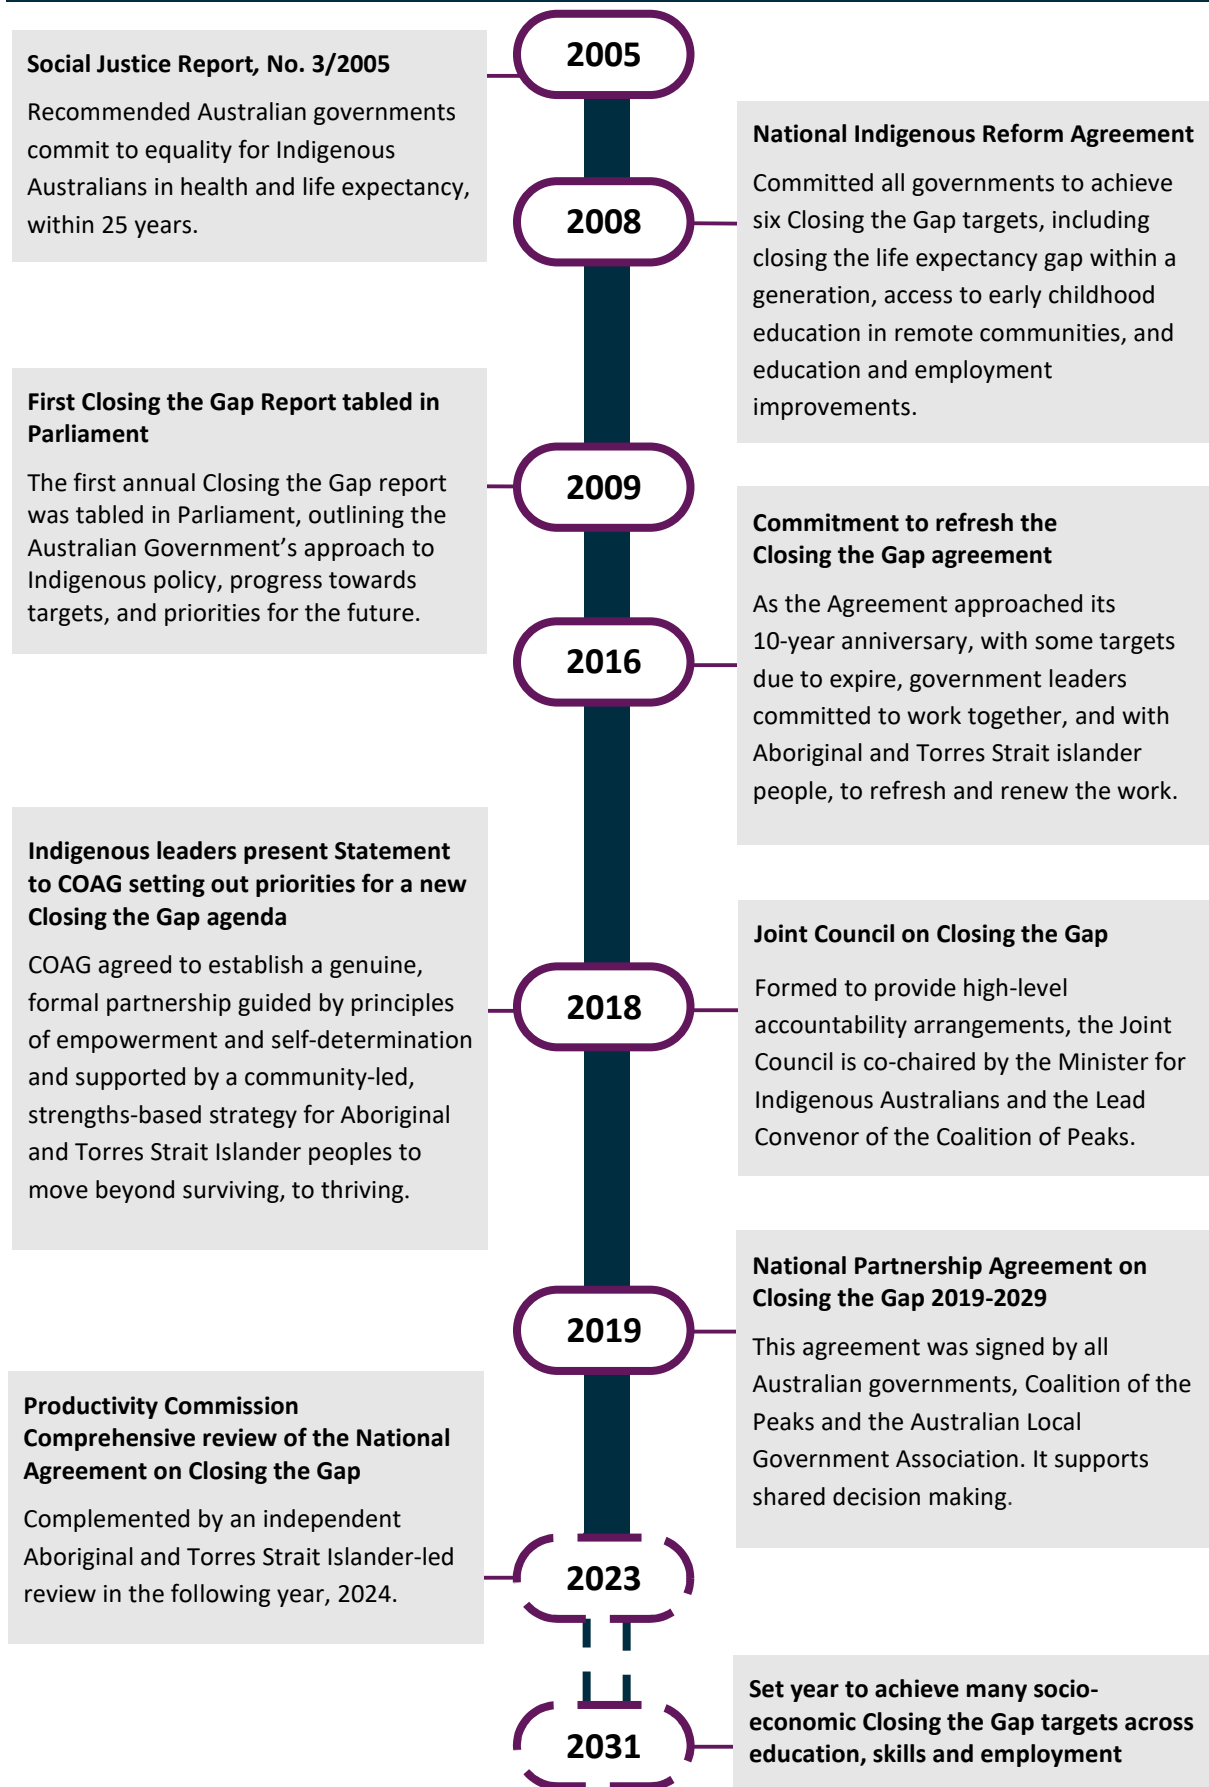 2005
Social Justice Report, No. 3/2005
Recommended Australian governments
commit to equality for Indigenous
Australians in health and life expectancy,
within 25 years.
2008
National Indigenous Reform Agreement
Committed all governments to achieve
six Closing the Gap targets, including
closing the life expectancy gap within a
generation, access to early childhood
education in remote communities, and
education and employment
improvements.
2009
First Closing the Gap Report tabled in
Parliament
The first annual Closing the Gap report
was tabled in Parliament, outlining the
Australian Government’s approach to
Indigenous policy, progress towards
targets, and priorities for the future.
2016
Commitment to refresh the
Closing the Gap agreement
As the Agreement approached its
10-year anniversary, with some targets
due to expire, government leaders
committed to work together, and with
Aboriginal and Torres Strait islander
people, to refresh and renew the work.
2018
Indigenous leaders present Statement
to COAG setting out priorities for a new
Closing the Gap agenda
COAG agreed to establish a genuine,
formal partnership guided by principles
of empowerment and self-determination
and supported by a community-led,
strengths-based strategy for Aboriginal
and Torres Strait Islander peoples to
move beyond surviving, to thriving.
Joint Council on Closing the Gap
Formed to provide high-level
accountability arrangements, the Joint
Council is co-chaired by the Minister for
Indigenous Australians and the Lead
Convenor of the Coalition of Peaks.
2019
National Partnership Agreement on
Closing the Gap 2019-2029
This agreement was signed by all
Australian governments, Coalition of the
Peaks and the Australian Local
Government Association. It supports
shared decision making.
2023
Productivity Commission
Comprehensive review of the National
Agreement on Closing the Gap
Complemented by an independent
Aboriginal and Torres Strait Islander-led
review in the following year, 2024.
2031
Set year to achieve many socio-
economic Closing the Gap targets across
education, skills and employment